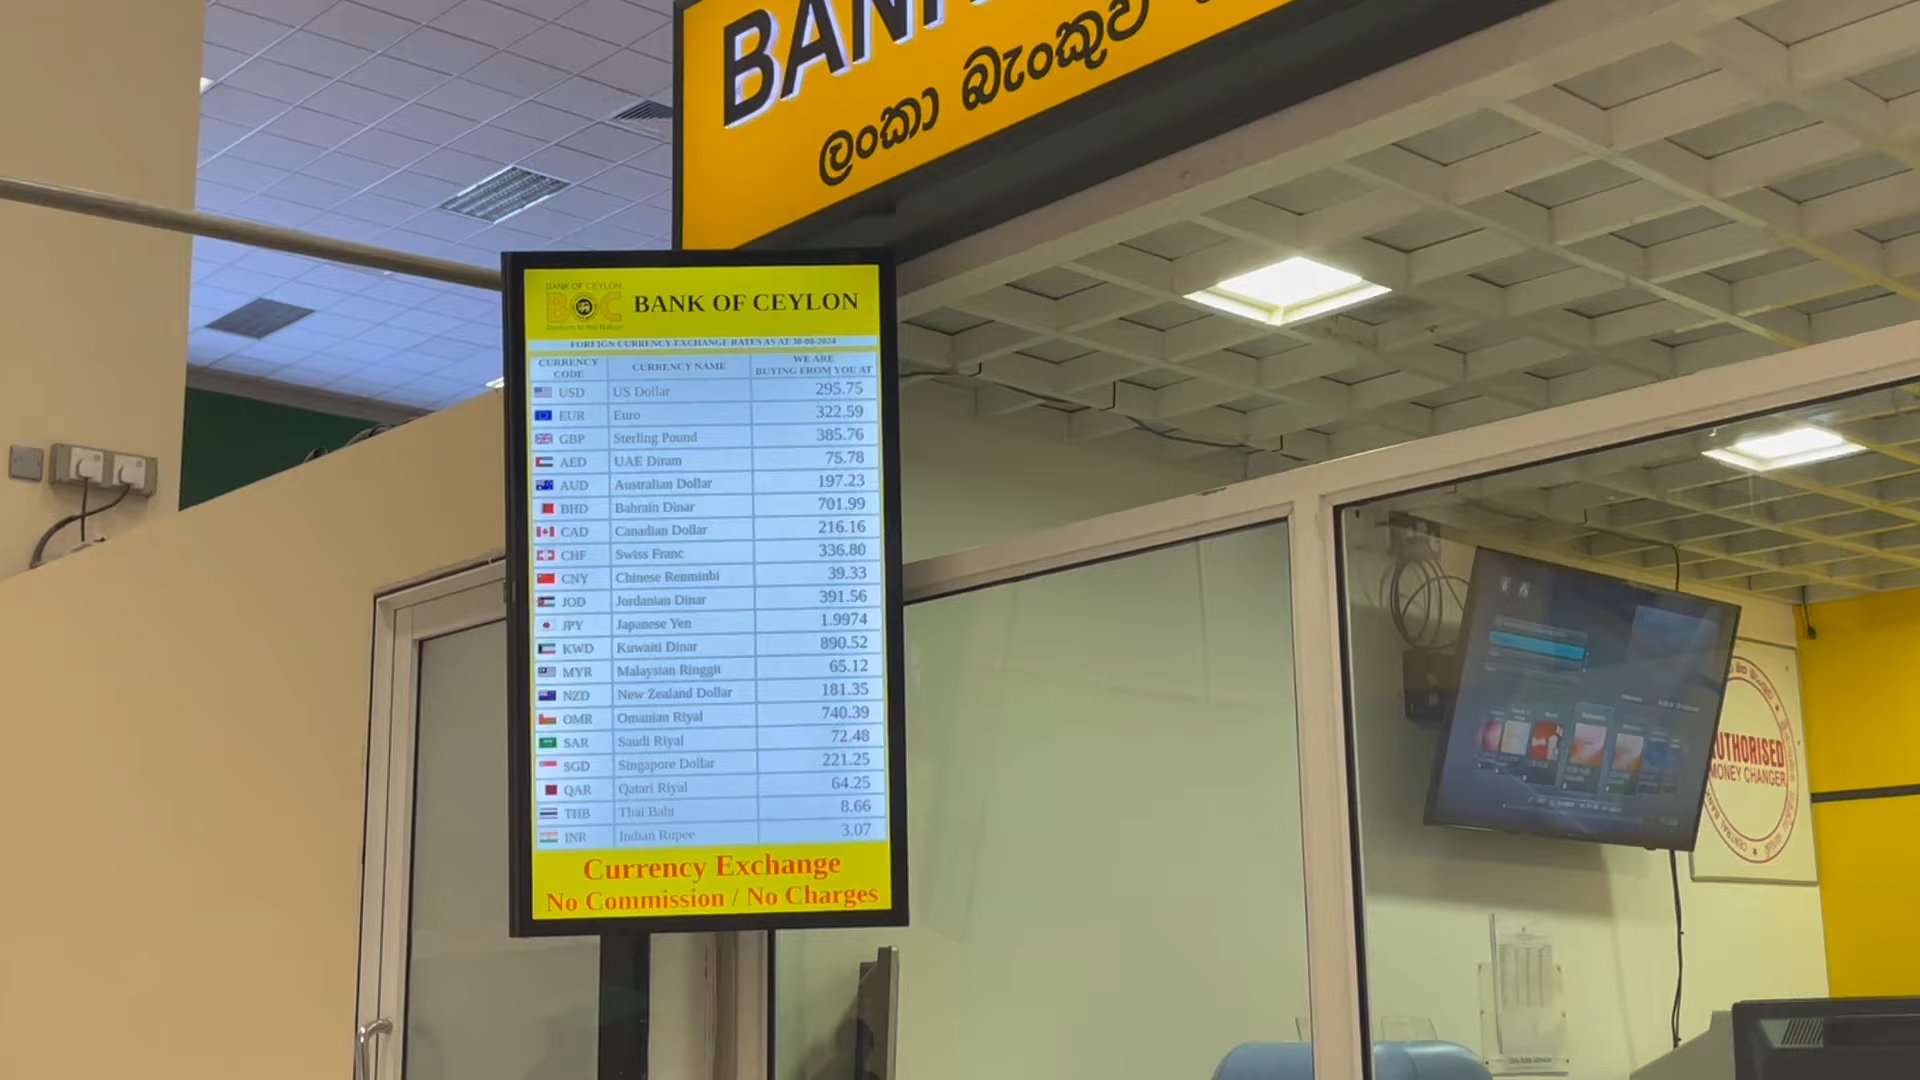 BANK
ලංකා බැංකුව
BANK OF CEYLON
BOC
Bankers to the Nation
BANK OF CEYLON
FOREIGN CURRENCY EXCHANGE RATES AS AT 30-08-2024
CURRENCY CODE CURRENCY NAME WE ARE BUYING FROM YOU AT
USD US Dollar 295.75
EUR Euro 322.59
GBP Sterling Pound 385.76
AED UAE Diram 75.78
AUD Australian Dollar 197.23
BHD Bahrain Dinar 701.99
CAD Canadian Dollar 216.16
CHF Swiss Franc 336.80
CNY Chinese Renminbi 39.33
JOD Jordanian Dinar 391.56
JPY Japanese Yen 1.9974
KWD Kuwaiti Dinar 890.52
MYR Malaysian Ringgit 65.12
NZD New Zealand Dollar 181.35
OMR Omanian Riyal 740.39
SAR Saudi Riyal 72.48
SGD Singapore Dollar 221.25
QAR Qatari Riyal 64.25
THB Thai Baht 8.66
INR Indian Rupee 3.07
Currency Exchange
No Commission / No Charges
AUTHORISED
MONEY CHANGER